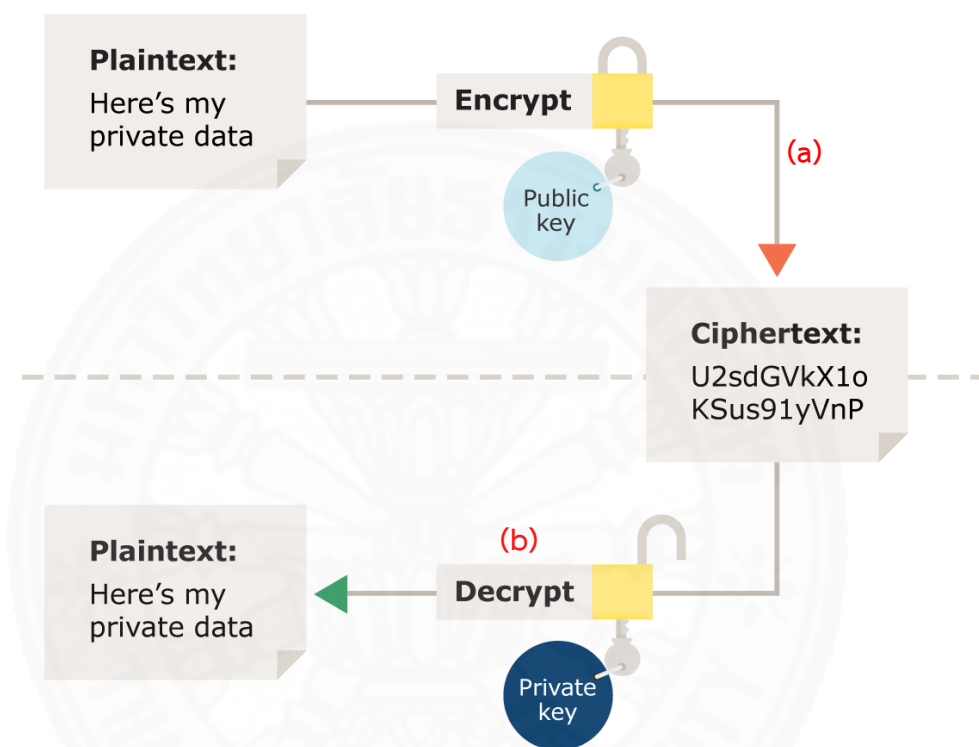 Plaintext:
Here’s my
private data
Encrypt
Public
key
(a)
Ciphertext:
U2sdGVkX1o
KSus91yVnP
(b)
Decrypt
Private
key
Plaintext:
Here’s my
private data